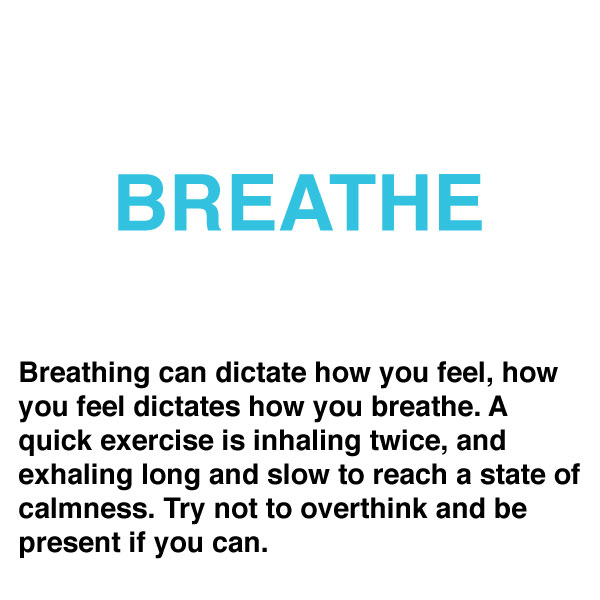 BREATHE
Breathing can dictate how you feel, how
you feel dictates how you breathe. A
quick exercise is inhaling twice, and
exhaling long and slow to reach a state of
calmness. Try not to overthink and be
present if you can.